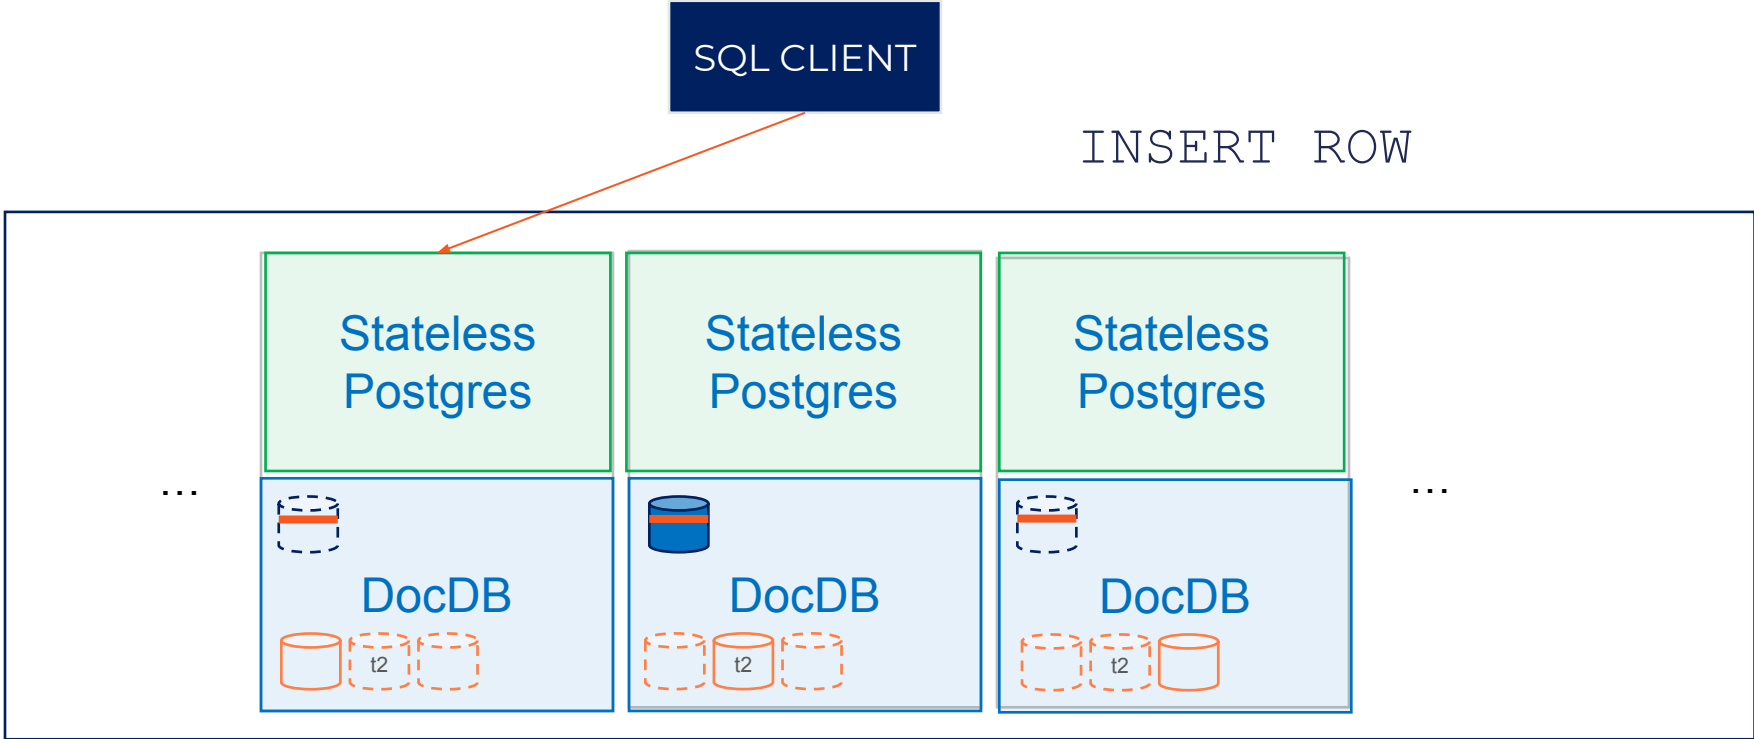 SQL CLIENT
INSERT ROW
Stateless
Postgres
Stateless
Postgres
Stateless
Postgres
...
...
DocDB
DocDB
DocDB
t2
t2
t2